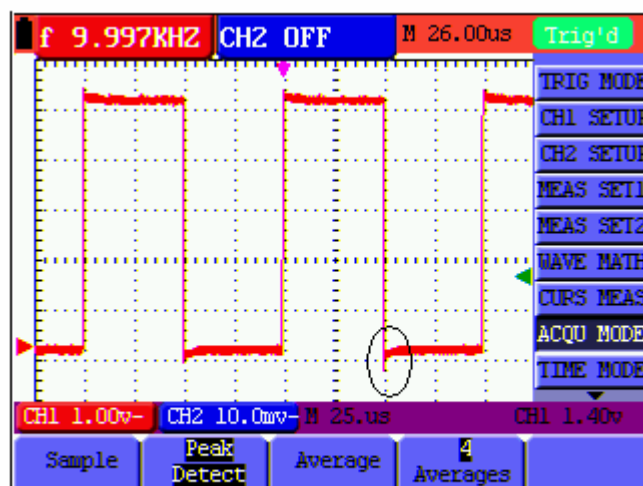 f 9.997KHZ CH2 OFF M 26.00us Trig'd
TRIG MODE
CH1 SETUP
CH2 SETUP
MEAS SET1
MEAS SET2
WAVE MATH
CURS MEAS
ACQU MODE
TIME MODE
CH1 1.00v- CH2 10.0mv- M 25.us CH1 1.40v
Sample Peak Detect Average 4 Averages